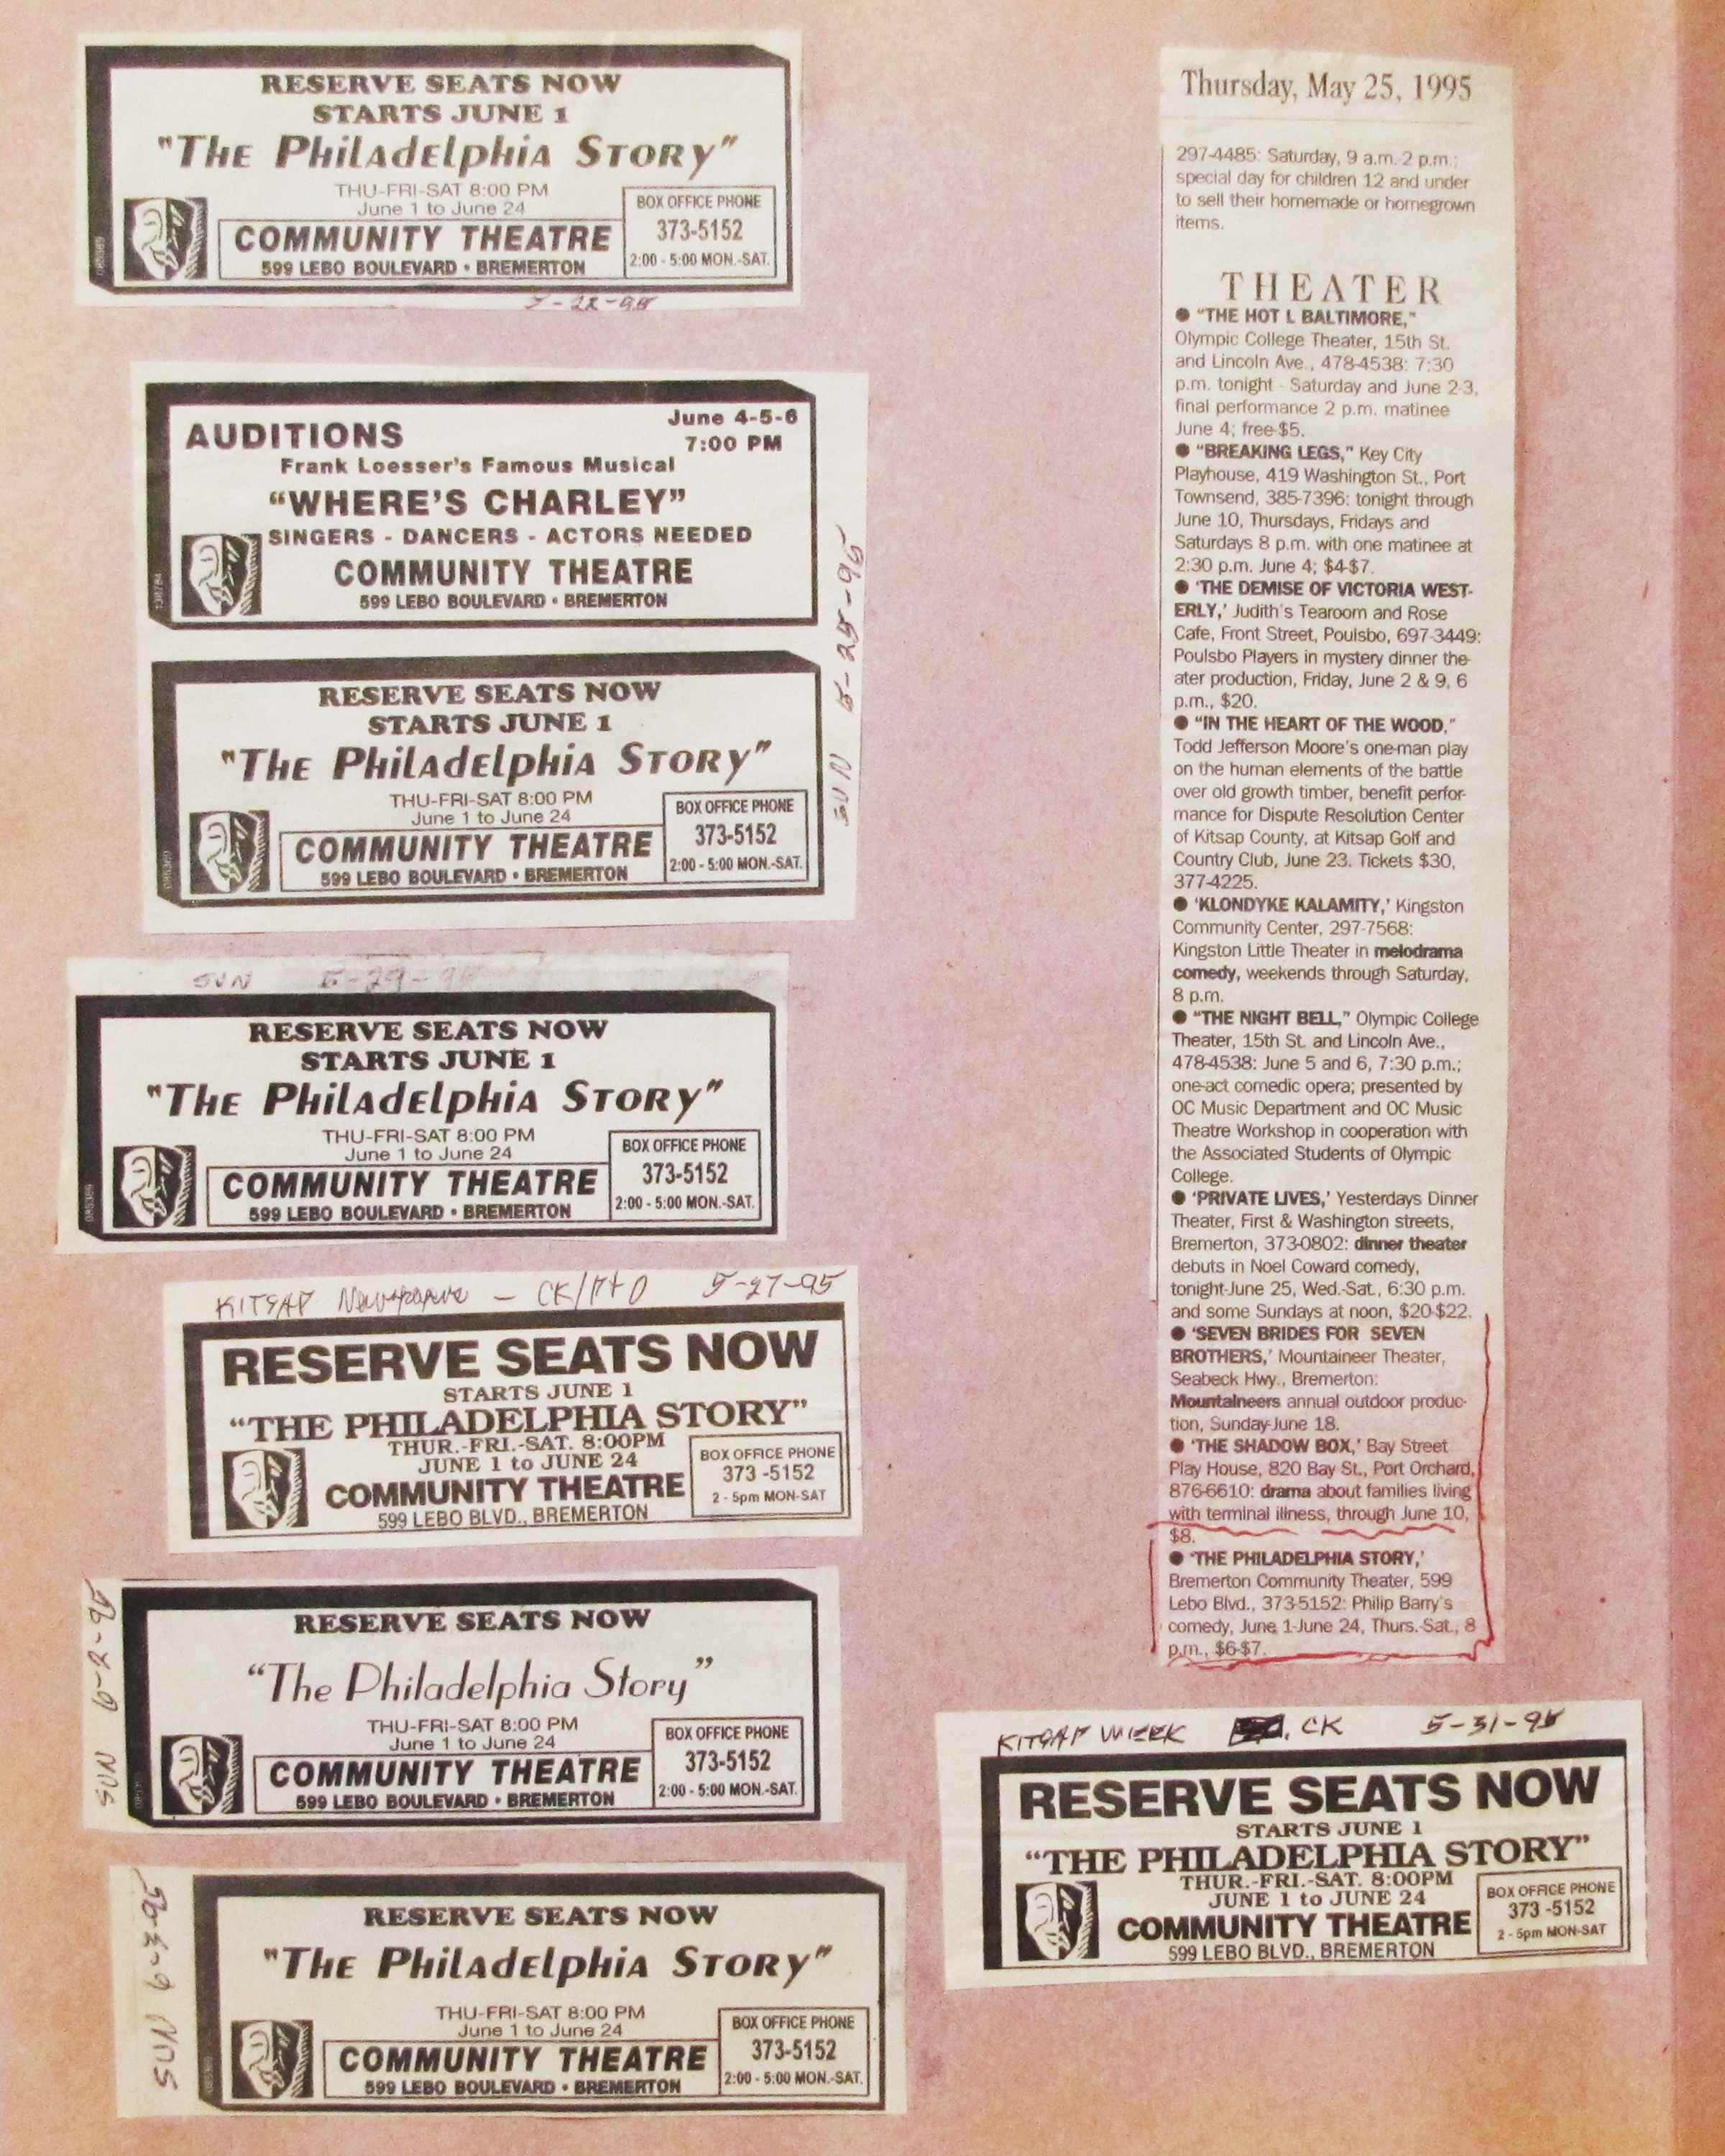 RESERVE SEATS NOW
STARTS JUNE 1
"The Philadelphia Story"
THU-FRI-SAT 8:00 PM
June 1 to June 24
COMMUNITY THEATRE
599 LEBO BOULEVARD • BREMERTON
BOX OFFICE PHONE
373-5152
2:00 - 5:00 MON.-SAT.
5-22-95
AUDITIONS
June 4-5-6
7:00 PM
Frank Loesser's Famous Musical
"WHERE'S CHARLEY"
SINGERS - DANCERS - ACTORS NEEDED
COMMUNITY THEATRE
599 LEBO BOULEVARD • BREMERTON
138784
RESERVE SEATS NOW
STARTS JUNE 1
"The Philadelphia Story"
THU-FRI-SAT 8:00 PM
June 1 to June 24
COMMUNITY THEATRE
599 LEBO BOULEVARD • BREMERTON
BOX OFFICE PHONE
373-5152
2:00 - 5:00 MON.-SAT.
SUN 5-25-95
SUN 5-29-95
RESERVE SEATS NOW
STARTS JUNE 1
"The Philadelphia Story"
THU-FRI-SAT 8:00 PM
June 1 to June 24
COMMUNITY THEATRE
599 LEBO BOULEVARD • BREMERTON
BOX OFFICE PHONE
373-5152
2:00 - 5:00 MON.-SAT.
KITSAP Newspapers - CK/PtO 5-27-95
RESERVE SEATS NOW
STARTS JUNE 1
"THE PHILADELPHIA STORY"
THUR.-FRI.-SAT. 8:00PM
JUNE 1 to JUNE 24
COMMUNITY THEATRE
599 LEBO BLVD., BREMERTON
BOX OFFICE PHONE
373 -5152
2 - 5pm MON-SAT
SUN 6-2-95
RESERVE SEATS NOW
"The Philadelphia Story"
THU-FRI-SAT 8:00 PM
June 1 to June 24
COMMUNITY THEATRE
599 LEBO BOULEVARD • BREMERTON
BOX OFFICE PHONE
373-5152
2:00 - 5:00 MON.-SAT.
SUN 6-3-95
RESERVE SEATS NOW
"The Philadelphia Story"
THU-FRI-SAT 8:00 PM
June 1 to June 24
COMMUNITY THEATRE
599 LEBO BOULEVARD • BREMERTON
BOX OFFICE PHONE
373-5152
2:00 - 5:00 MON.-SAT.
Thursday, May 25, 1995
297-4485: Saturday, 9 a.m.-2 p.m.;
special day for children 12 and under
to sell their homemade or homegrown
items.
THEATER
● "THE HOT L BALTIMORE,"
Olympic College Theater, 15th St.
and Lincoln Ave., 478-4538: 7:30
p.m. tonight - Saturday and June 2-3,
final performance 2 p.m. matinee
June 4; free-$5.
● "BREAKING LEGS," Key City
Playhouse, 419 Washington St., Port
Townsend, 385-7396: tonight through
June 10, Thursdays, Fridays and
Saturdays 8 p.m. with one matinee at
2:30 p.m. June 4; $4-$7.
● 'THE DEMISE OF VICTORIA WEST-
ERLY,' Judith's Tearoom and Rose
Cafe, Front Street, Poulsbo, 697-3449:
Poulsbo Players in mystery dinner the-
ater production, Friday, June 2 & 9, 6
p.m., $20.
● "IN THE HEART OF THE WOOD,"
Todd Jefferson Moore's one-man play
on the human elements of the battle
over old growth timber, benefit perfor-
mance for Dispute Resolution Center
of Kitsap County, at Kitsap Golf and
Country Club, June 23. Tickets $30,
377-4225.
● 'KLONDYKE KALAMITY,' Kingston
Community Center, 297-7568:
Kingston Little Theater in melodrama
comedy, weekends through Saturday,
8 p.m.
● "THE NIGHT BELL," Olympic College
Theater, 15th St. and Lincoln Ave.,
478-4538: June 5 and 6, 7:30 p.m.;
one-act comedic opera; presented by
OC Music Department and OC Music
Theatre Workshop in cooperation with
the Associated Students of Olympic
College.
● 'PRIVATE LIVES,' Yesterdays Dinner
Theater, First & Washington streets,
Bremerton, 373-0802: dinner theater
debuts in Noel Coward comedy,
tonight-June 25, Wed.-Sat., 6:30 p.m.
and some Sundays at noon, $20-$22.
● 'SEVEN BRIDES FOR SEVEN
BROTHERS,' Mountaineer Theater,
Seabeck Hwy., Bremerton:
Mountaineers annual outdoor produc-
tion, Sunday-June 18.
● 'THE SHADOW BOX,' Bay Street
Play House, 820 Bay St., Port Orchard,
876-6610: drama about families living
with terminal illness, through June 10,
$8.
● 'THE PHILADELPHIA STORY,'
Bremerton Community Theater, 599
Lebo Blvd., 373-5152: Philip Barry's
comedy, June 1-June 24, Thurs.-Sat., 8
p.m., $6-$7.
KITSAP WEEK CK 5-31-95
RESERVE SEATS NOW
STARTS JUNE 1
"THE PHILADELPHIA STORY"
THUR.-FRI.-SAT. 8:00PM
JUNE 1 to JUNE 24
COMMUNITY THEATRE
599 LEBO BLVD., BREMERTON
BOX OFFICE PHONE
373 -5152
2 - 5pm MON-SAT